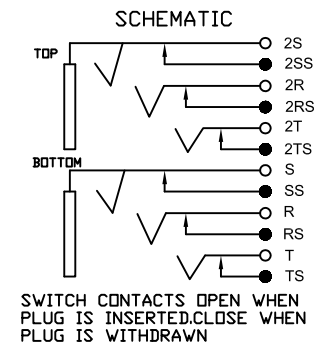 SCHEMATIC
TOP
2S
2SS
2R
2RS
2T
2TS
BOTTOM
S
SS
R
RS
T
TS
SWITCH CONTACTS OPEN WHEN
PLUG IS INSERTED.CLOSE WHEN
PLUG IS WITHDRAWN